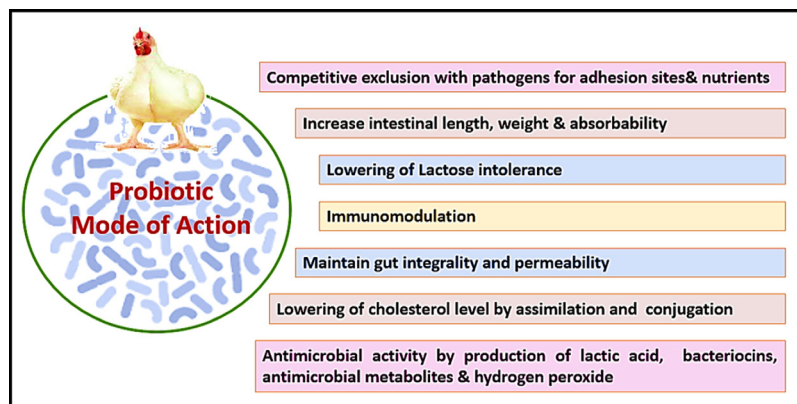 Probiotic
Mode of Action
Competitive exclusion with pathogens for adhesion sites& nutrients
Increase intestinal length, weight & absorbability
Lowering of Lactose intolerance
Immunomodulation
Maintain gut integrality and permeability
Lowering of cholesterol level by assimilation and conjugation
Antimicrobial activity by production of lactic acid, bacteriocins,
antimicrobial metabolites & hydrogen peroxide